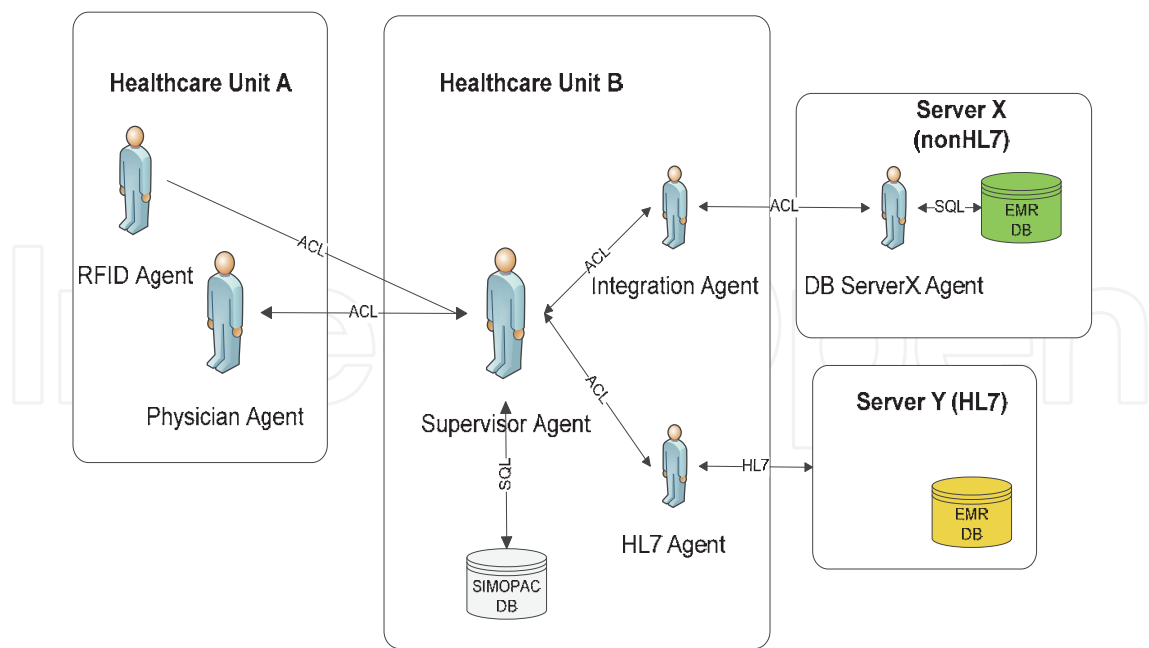 Healthcare Unit A
RFID Agent
ACL
ACL
Physician Agent
Healthcare Unit B
Supervisor Agent
SQL
SIMOPAC
DB
ACL
Integration Agent
ACL
ACL
HL7 Agent
HL7
Server X
(nonHL7)
SQL
EMR
DB
DB ServerX Agent
Server Y (HL7)
EMR
DB